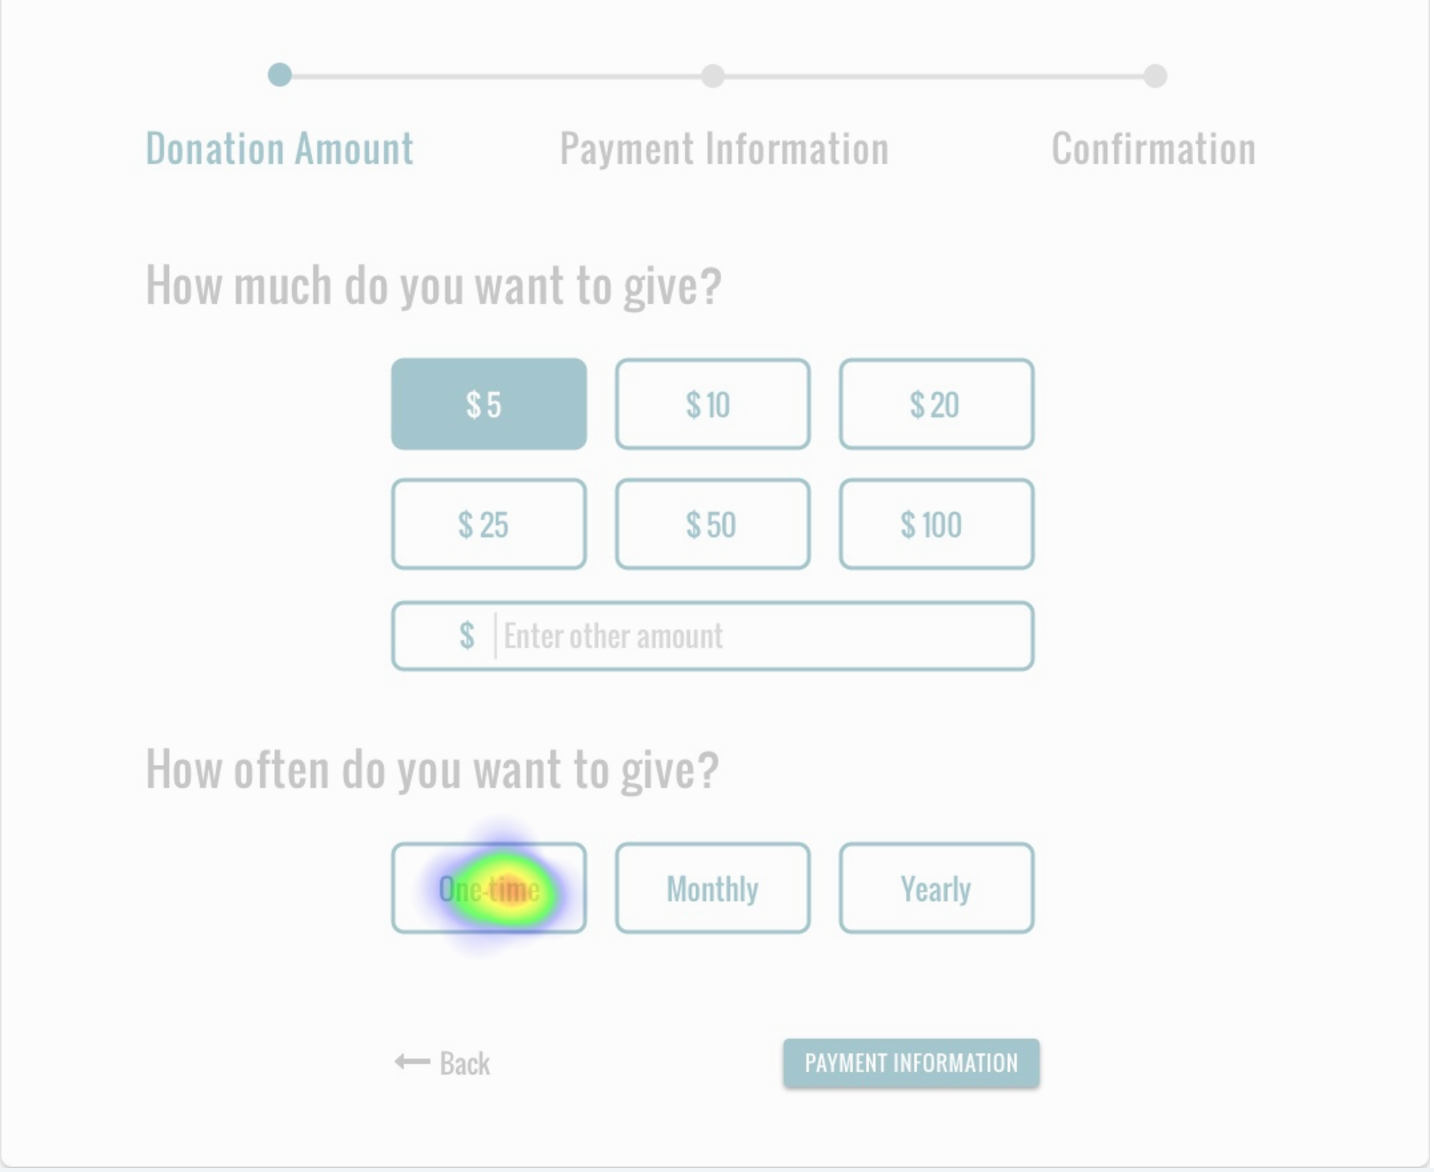 Donation Amount Payment Information Confirmation
How much do you want to give?
$ 5 $ 10 $ 20
$ 25 $ 50 $ 100
$ Enter other amount
How often do you want to give?
One-time Monthly Yearly
Back PAYMENT INFORMATION